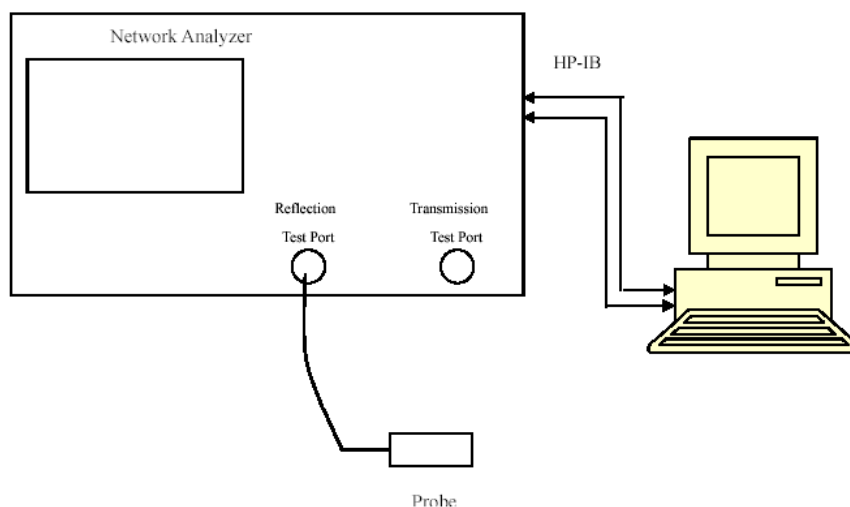 Network Analyzer
HP-IB
Reflection
Test Port
Transmission
Test Port
Probe